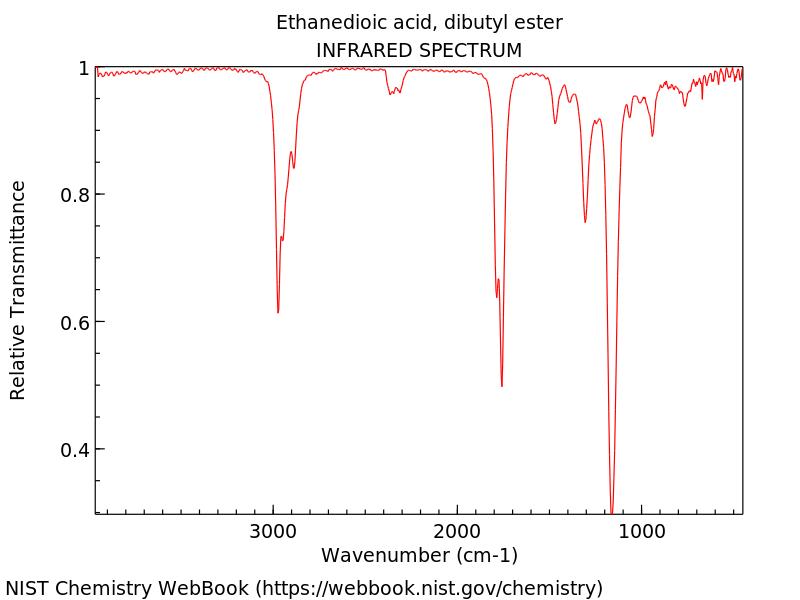 Ethanedioic acid, dibutyl ester
INFRARED SPECTRUM
Relative Transmittance
1
0.8
0.6
0.4
3000
2000
1000
Wavenumber (cm-1)
NIST Chemistry WebBook (https://webbook.nist.gov/chemistry)